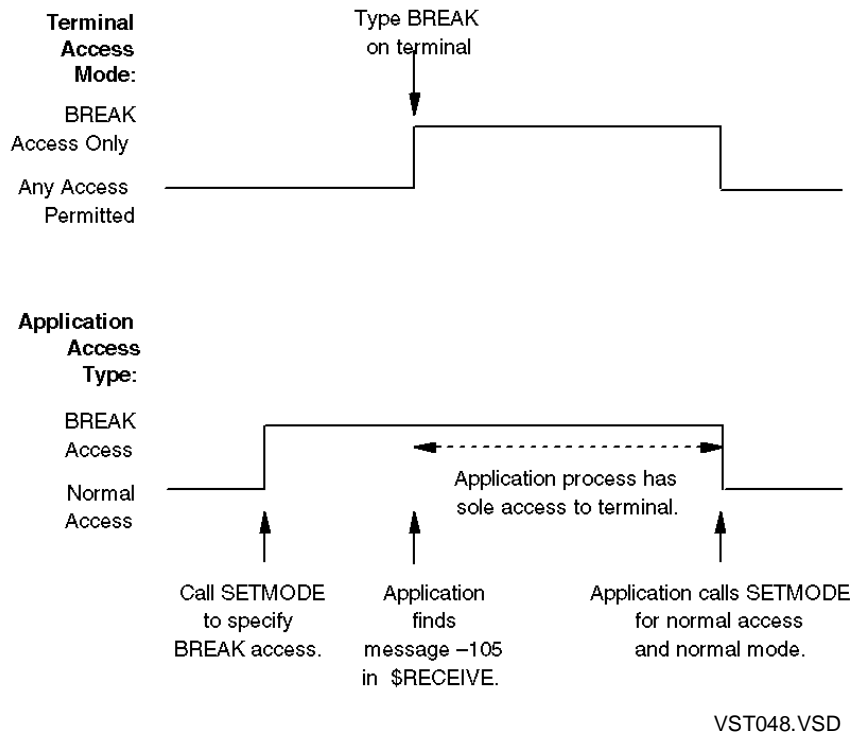 Terminal
Access
Mode:
Type BREAK
on terminal
BREAK
Access Only
Any Access
Permitted
Application
Access
Type:
BREAK
Access
Normal
Access
Application process has
sole access to terminal.
Call SETMODE
to specify
BREAK access.
Application
finds
message –105
in $RECEIVE.
Application calls SETMODE
for normal access
and normal mode.
VST048.VSD